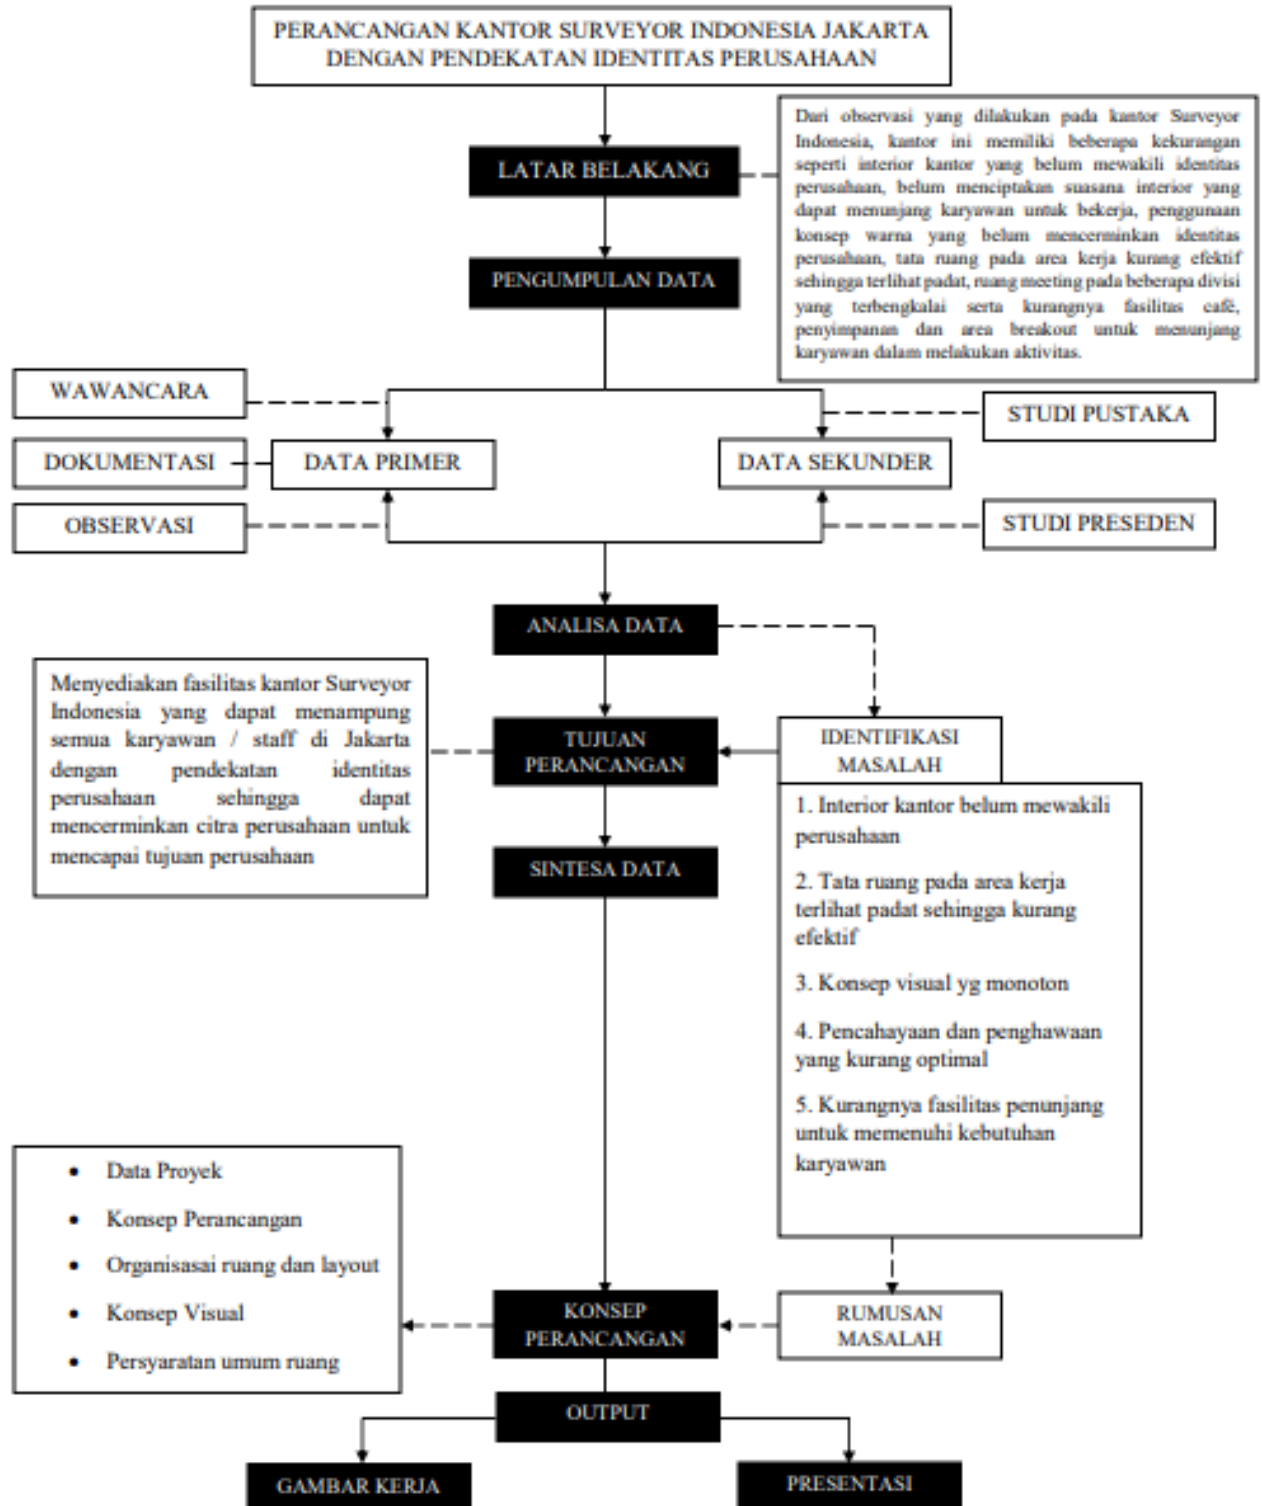 PERANCANGAN KANTOR SURVEYOR INDONESIA JAKARTA
DENGAN PENDEKATAN IDENTITAS PERUSAHAAN
LATAR BELAKANG
Dari observasi yang dilakukan pada kantor Surveyor
Indonesia, kantor ini memiliki beberapa kekurangan
seperti interior kantor yang belum mewakili identitas
perusahaan, belum menciptakan suasana interior yang
dapat menunjang karyawan untuk bekerja, penggunaan
konsep warna yang belum mencerminkan identitas
perusahaan, tata ruang pada area kerja kurang efektif
sehingga terlihat padat, ruang meeting pada beberapa divisi
yang terbengkalai serta kurangnya fasilitas cafê,
penyimpanan dan area breakout untuk menunjang
karyawan dalam melakukan aktivitas.
PENGUMPULAN DATA
WAWANCARA
STUDI PUSTAKA
DOKUMENTASI
DATA PRIMER
DATA SEKUNDER
OBSERVASI
STUDI PRESEDEN
ANALISA DATA
Menyediakan fasilitas kantor Surveyor
Indonesia yang dapat menampung
semua karyawan / staff di Jakarta
dengan pendekatan identitas
perusahaan sehingga dapat
mencerminkan citra perusahaan untuk
mencapai tujuan perusahaan
TUJUAN
PERANCANGAN
IDENTIFIKASI
MASALAH
1. Interior kantor belum mewakili
perusahaan
2. Tata ruang pada area kerja
terlihat padat sehingga kurang
efektif
3. Konsep visual yg monoton
4. Pencahayaan dan penghawaan
yang kurang optimal
5. Kurangnya fasilitas penunjang
untuk memenuhi kebutuhan
karyawan
SINTESA DATA
• Data Proyek
• Konsep Perancangan
• Organisasai ruang dan layout
• Konsep Visual
• Persyaratan umum ruang
KONSEP
PERANCANGAN
RUMUSAN
MASALAH
OUTPUT
GAMBAR KERJA
PRESENTASI